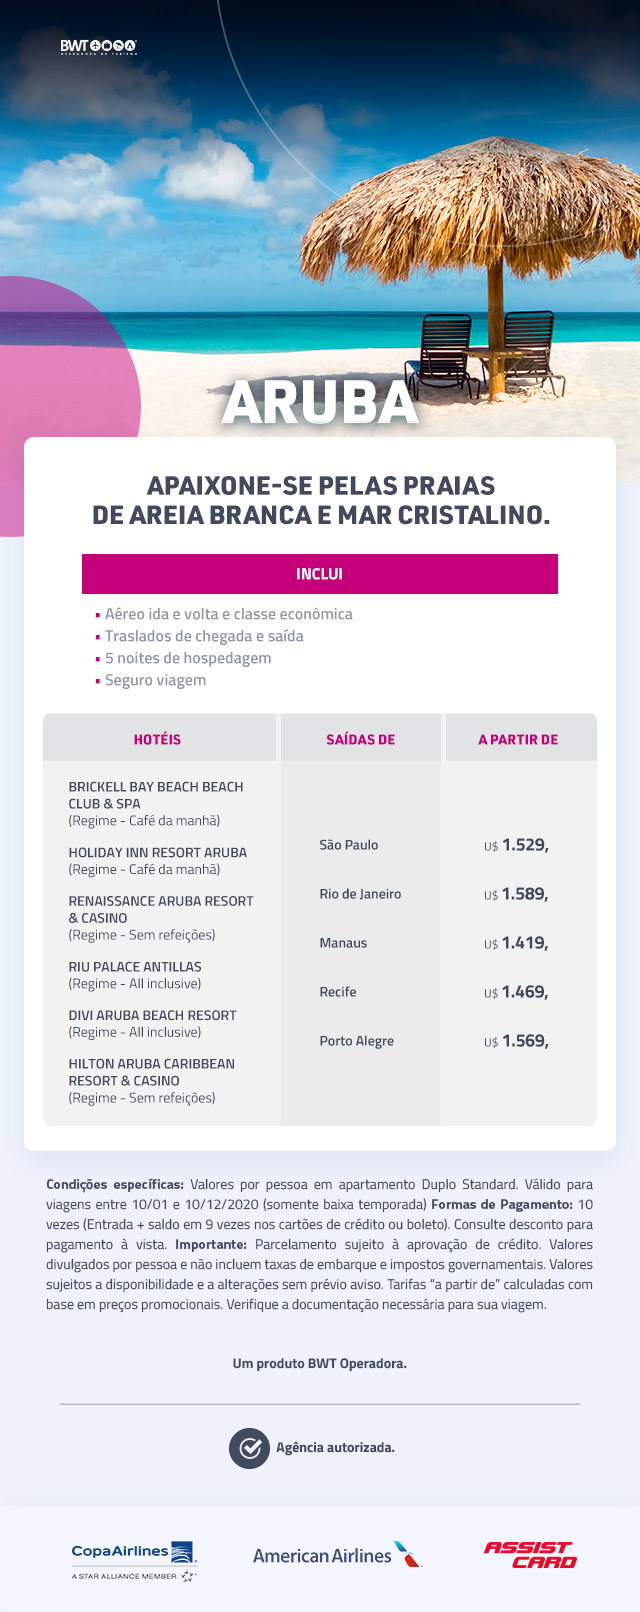 BWT
OPERADORA DE TURISMO
ARUBA
APAIXONE-SE PELAS PRAIAS
DE AREIA BRANCA E MAR CRISTALINO.
INCLUI
▪ Aéreo ida e volta e classe econômica
▪ Traslados de chegada e saída
▪ 5 noites de hospedagem
▪ Seguro viagem
HOTÉIS
BRICKELL BAY BEACH BEACH
CLUB & SPA
(Regime - Café da manhã)
HOLIDAY INN RESORT ARUBA
(Regime - Café da manhã)
RENAISSANCE ARUBA RESORT
& CASINO
(Regime - Sem refeições)
RIU PALACE ANTILLAS
(Regime - All inclusive)
DIVI ARUBA BEACH RESORT
(Regime - All inclusive)
HILTON ARUBA CARIBBEAN
RESORT & CASINO
(Regime - Sem refeições)
SAÍDAS DE
A PARTIR DE
São Paulo U$ 1.529,
Rio de Janeiro U$ 1.589,
Manaus U$ 1.419,
Recife U$ 1.469,
Porto Alegre U$ 1.569,
Condições específicas: Valores por pessoa em apartamento Duplo Standard. Válido para
viagens entre 10/01 e 10/12/2020 (somente baixa temporada) Formas de Pagamento: 10
vezes (Entrada + saldo em 9 vezes nos cartões de crédito ou boleto). Consulte desconto para
pagamento à vista. Importante: Parcelamento sujeito à aprovação de crédito. Valores
divulgados por pessoa e não incluem taxas de embarque e impostos governamentais. Valores
sujeitos a disponibilidade e a alterações sem prévio aviso. Tarifas “a partir de” calculadas com
base em preços promocionais. Verifique a documentação necessária para sua viagem.
Um produto BWT Operadora.
Agência autorizada.
CopaAirlines
A STAR ALLIANCE MEMBER
American Airlines
ASSIST
CARD